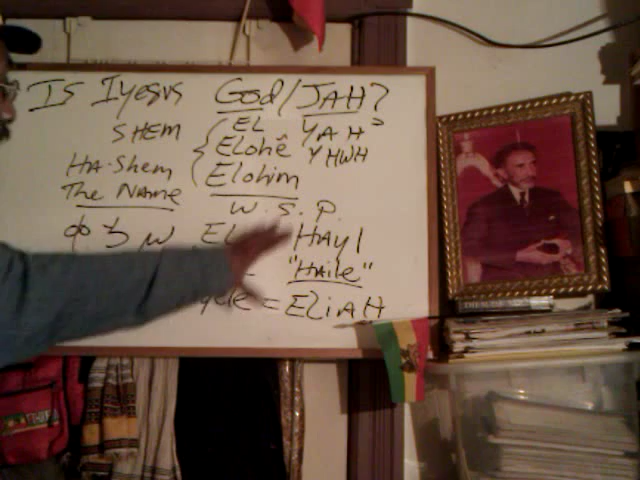 IS IYESUS GOD/JAH?
SHEM EL YAH
HA-SHEM ELOHÊ YHWH
THE NAME ELOHIM
W.S.P.
HAYL
"HAILE"
= ELIAH